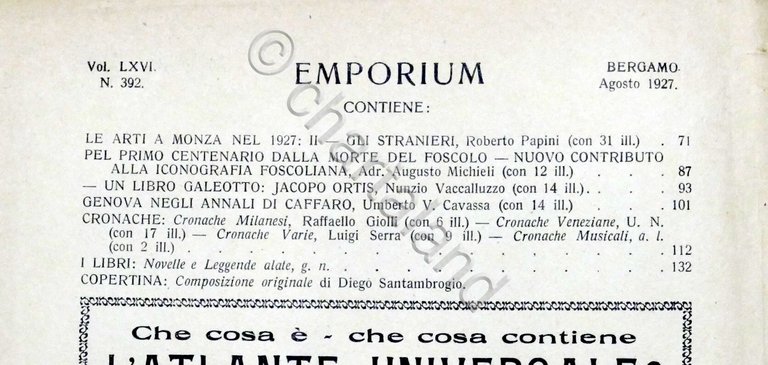 Vol. LXVI. EMPORIUM BERGAMO.
N. 392. Agosto 1927.
CONTIENE:
LE ARTI A MONZA NEL 1927: II GLI STRANIERI, Roberto Papini (con 31 ill.) . 71
PEL PRIMO CENTENARIO DALLA MORTE DEL FOSCOLO — NUOVO CONTRIBUTO
ALLA ICONOGRAFIA FOSCOLIANA, Adr. Augusto Michieli (con 12 ill.) . . 87
— UN LIBRO GALEOTTO: JACOPO ORTIS, Nunzio Vaccalluzzo (con 14 ill.) . . . 93
GENOVA NEGLI ANNALI DI CAFFARO, Umberto V. Cavassa (con 14 ill.) . . . 101
CRONACHE: Cronache Milanesi, Raffaello Giolli (con 6 ill.) — Cronache Veneziane, U. N.
(con 17 ill.) — Cronache Varie, Luigi Serra (con 9 ill.) — Cronache Musicali, a. l.
(con 2 ill.) . . . . . . . . . . . . . 112
I LIBRI: Novelle e Leggende alate, g. n. . . . . . . . . . 132
COPERTINA: Composizione originale di Diego Santambrogio.
Che cosa è - che cosa contiene
L'ATLANTE UNIVERSALE?
© chartaland